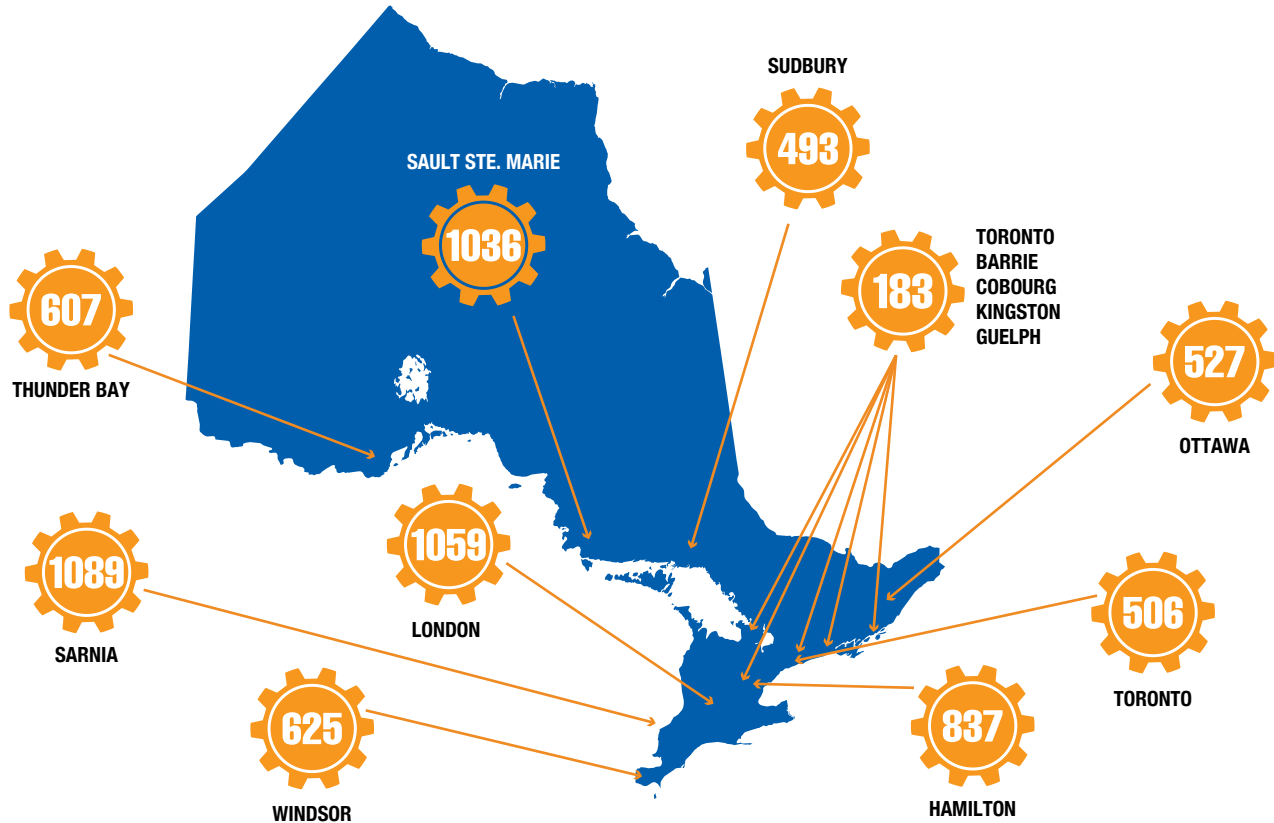 SUDBURY
493
SAULT STE. MARIE
1036
TORONTO
BARRIE
COBOURG
KINGSTON
GUELPH
183
607
THUNDER BAY
527
OTTAWA
1089
SARNIA
1059
LONDON
506
TORONTO
625
WINDSOR
837
HAMILTON